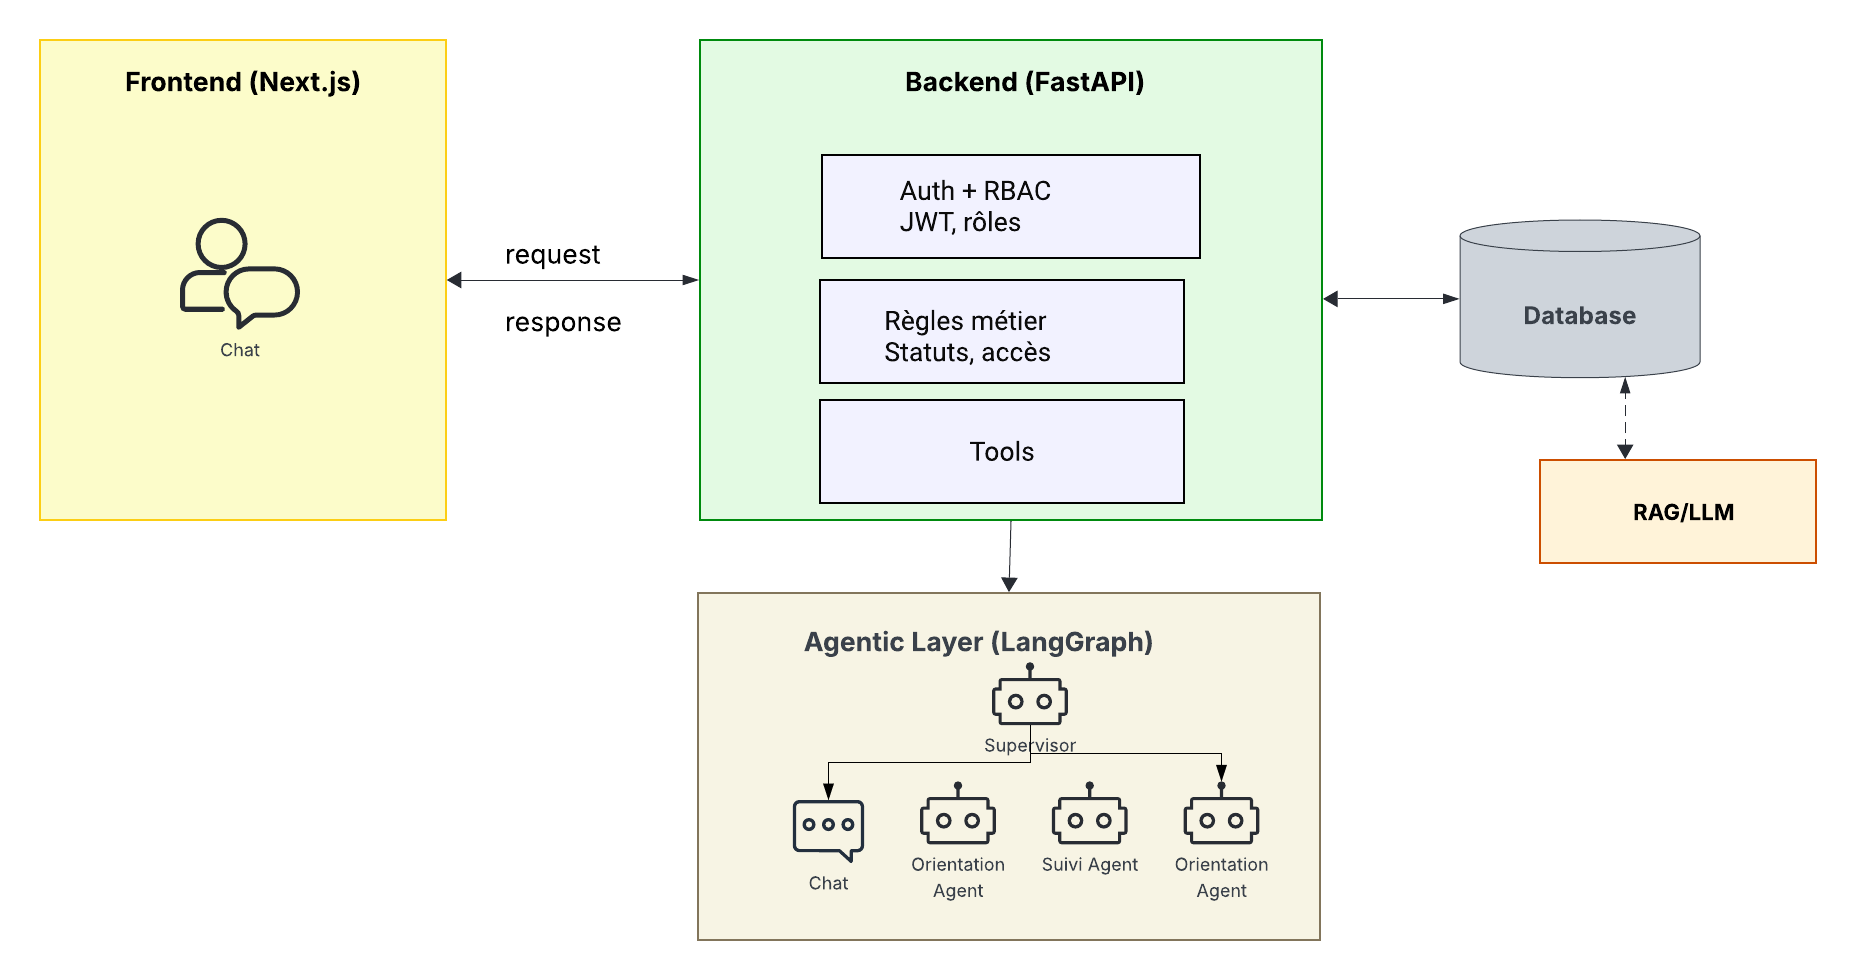 Frontend (Next.js)
Chat
request
response
Backend (FastAPI)
Auth + RBAC
JWT, rôles
Règles métier
Statuts, accès
Tools
Database
RAG/LLM
Agentic Layer (LangGraph)
Supervisor
Chat
Orientation
Agent
Suivi Agent
Orientation
Agent